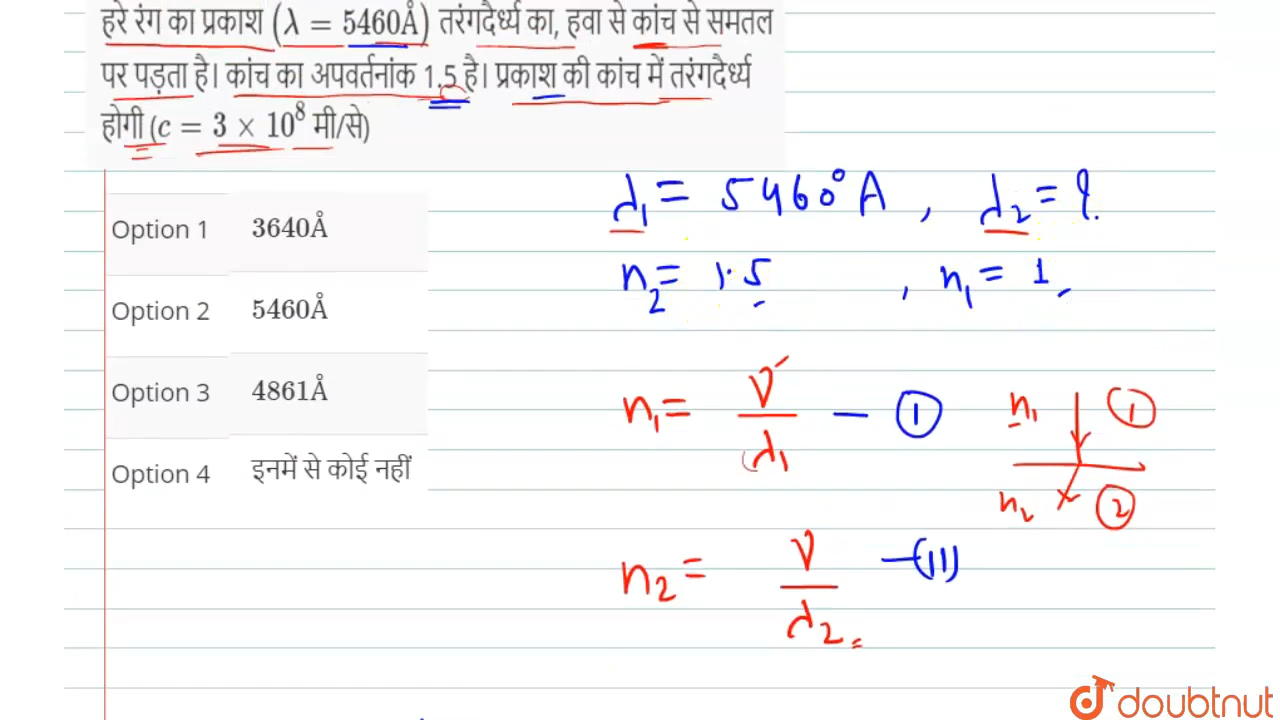 हरे रंग का प्रकाश (λ = 5460Å) तरंगदैर्ध्य का, हवा से कांच से समतल
पर पड़ता है। कांच का अपवर्तनांक 1.5 है। प्रकाश की कांच में तरंगदैर्ध्य
होगी (c = 3 × 10⁸ मी/से)
Option 1 3640Å
Option 2 5460Å
Option 3 4861Å
Option 4 इनमें से कोई नहीं
λ₁ = 5460°A , λ₂ = ?
n₂ = 1.5 , n₁ = 1
n₁ = ν/λ₁ — ①
n₁ ①
n₂ ②
n₂ = ν/λ₂ —(11)
doubtnut